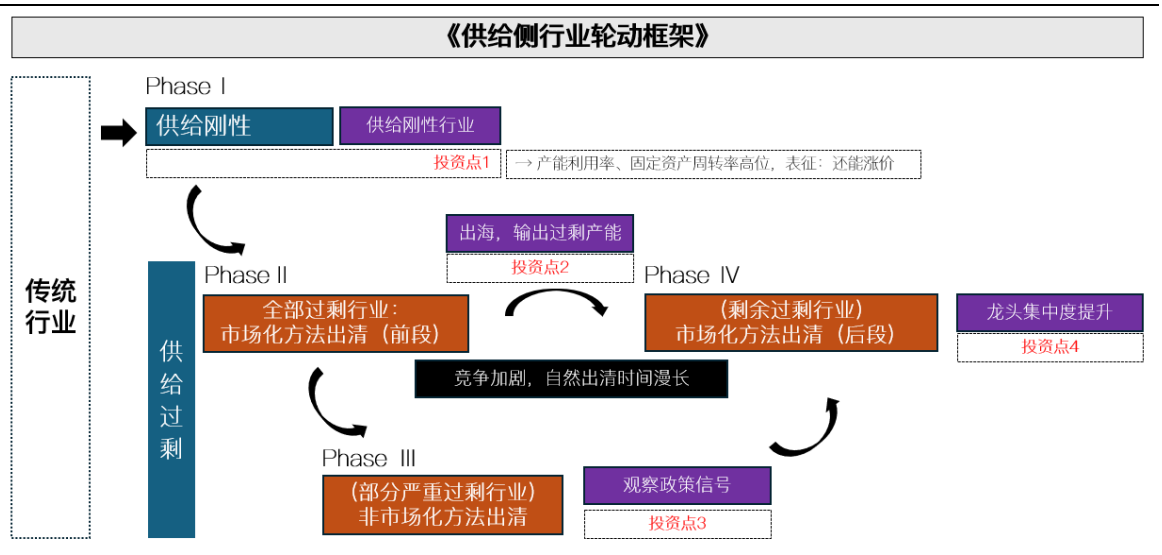 《供给侧行业轮动框架》
传统
行业
Phase I
供给刚性
供给刚性行业
投资点1
→ 产能利用率、固定资产周转率高位，表征：还能涨价
供给过剩
Phase II
全部过剩行业：
市场化方法出清（前段）
出海，输出过剩产能
投资点2
Phase IV
(剩余过剩行业)
市场化方法出清（后段）
龙头集中度提升
投资点4
竞争加剧，自然出清时间漫长
Phase III
(部分严重过剩行业)
非市场化方法出清
观察政策信号
投资点3